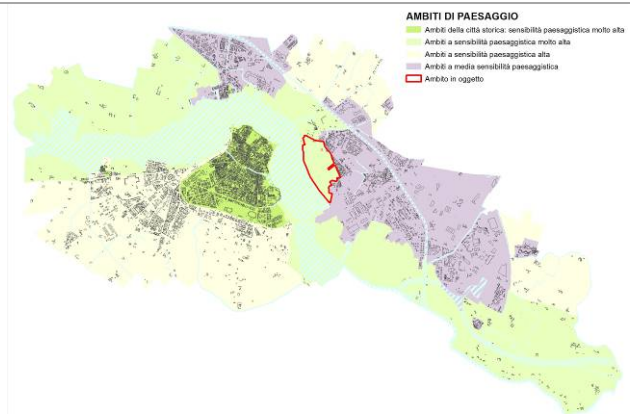 AMBITI DI PAESAGGIO
Ambiti della città storica: sensibilità paesaggistica molto alta
Ambiti a sensibilità paesaggistica molto alta
Ambiti a sensibilità paesaggistica alta
Ambiti a media sensibilità paesaggistica
Ambito in oggetto